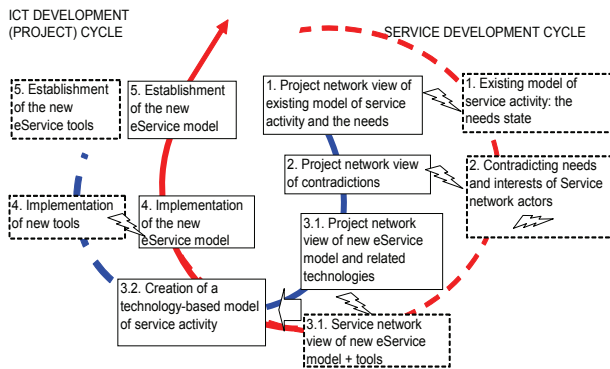 ICT DEVELOPMENT
(PROJECT) CYCLE
SERVICE DEVELOPMENT CYCLE
5. Establishment
of the new
eService tools
5. Establishment
of the new
eService model
1. Project network view of
existing model of service
activity and the needs
1. Existing model of
service activity: the
needs state
2. Project network view
of contradictions
2. Contradicting needs
and interests of Service
network actors
4. Implementation
of new tools
4. Implementation
of the new
eService model
3.1. Project network
view of new eService
model and related
technologies
3.2. Creation of a
technology-based model
of service activity
3.1. Service network
view of new eService
model + tools